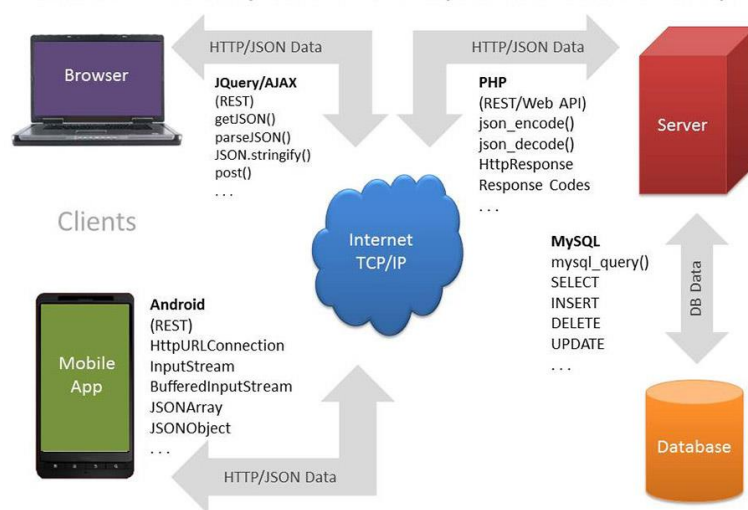 HTTP/JSON Data
HTTP/JSON Data
Browser
JQuery/AJAX
(REST)
getJSON()
parseJSON()
JSON.stringify()
post()
. . .
PHP
(REST/Web API)
json_encode()
json_decode()
HttpResponse
Response Codes
. . .
Server
Clients
Internet
TCP/IP
MySQL
mysql_query()
SELECT
INSERT
DELETE
UPDATE
. . .
DB Data
Android
(REST)
HttpURLConnection
InputStream
BufferedInputStream
JSONArray
JSONObject
. . .
Mobile
App
HTTP/JSON Data
Database